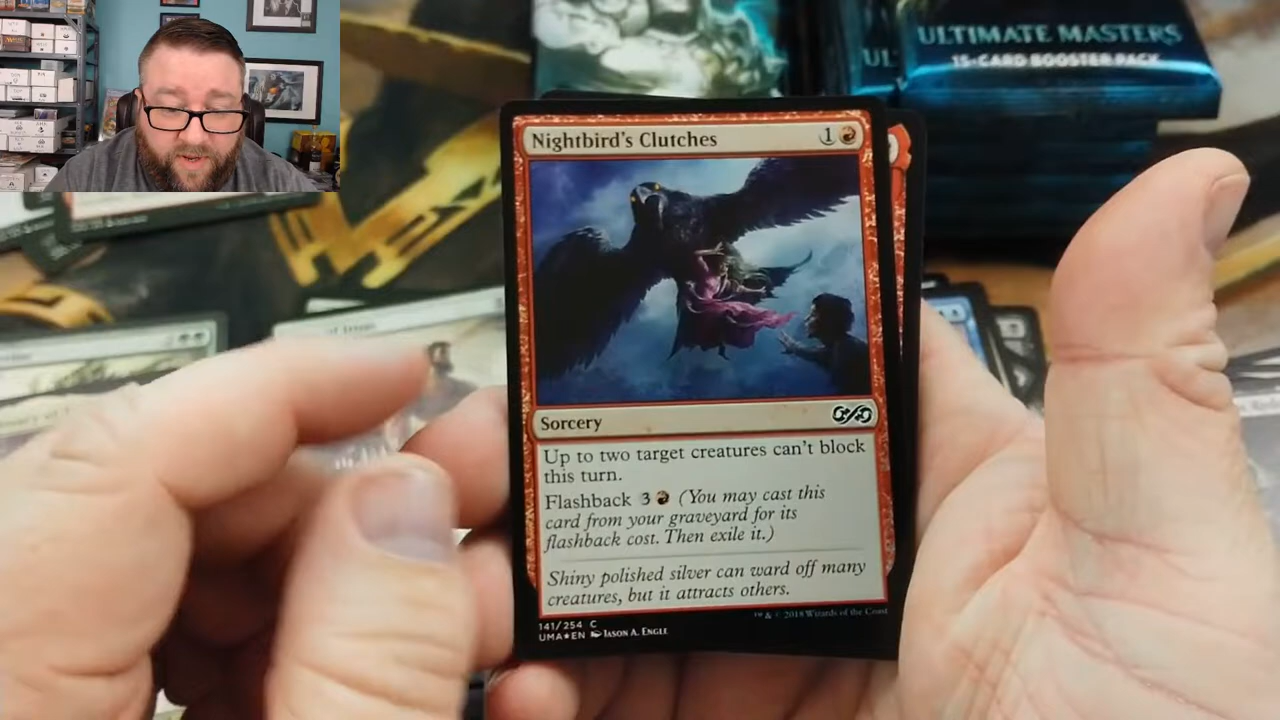 ULTIMATE MASTERS
15-CARD BOOSTER PACK
UL
Nightbird's Clutches 1
Sorcery
Up to two target creatures can't block
this turn.
Flashback 3 (You may cast this
card from your graveyard for its
flashback cost. Then exile it.)
Shiny polished silver can ward off many
creatures, but it attracts others.
141/254 C
™ & © 2018 Wizards of the Coast
UMA★EN JASON A. ENGLE